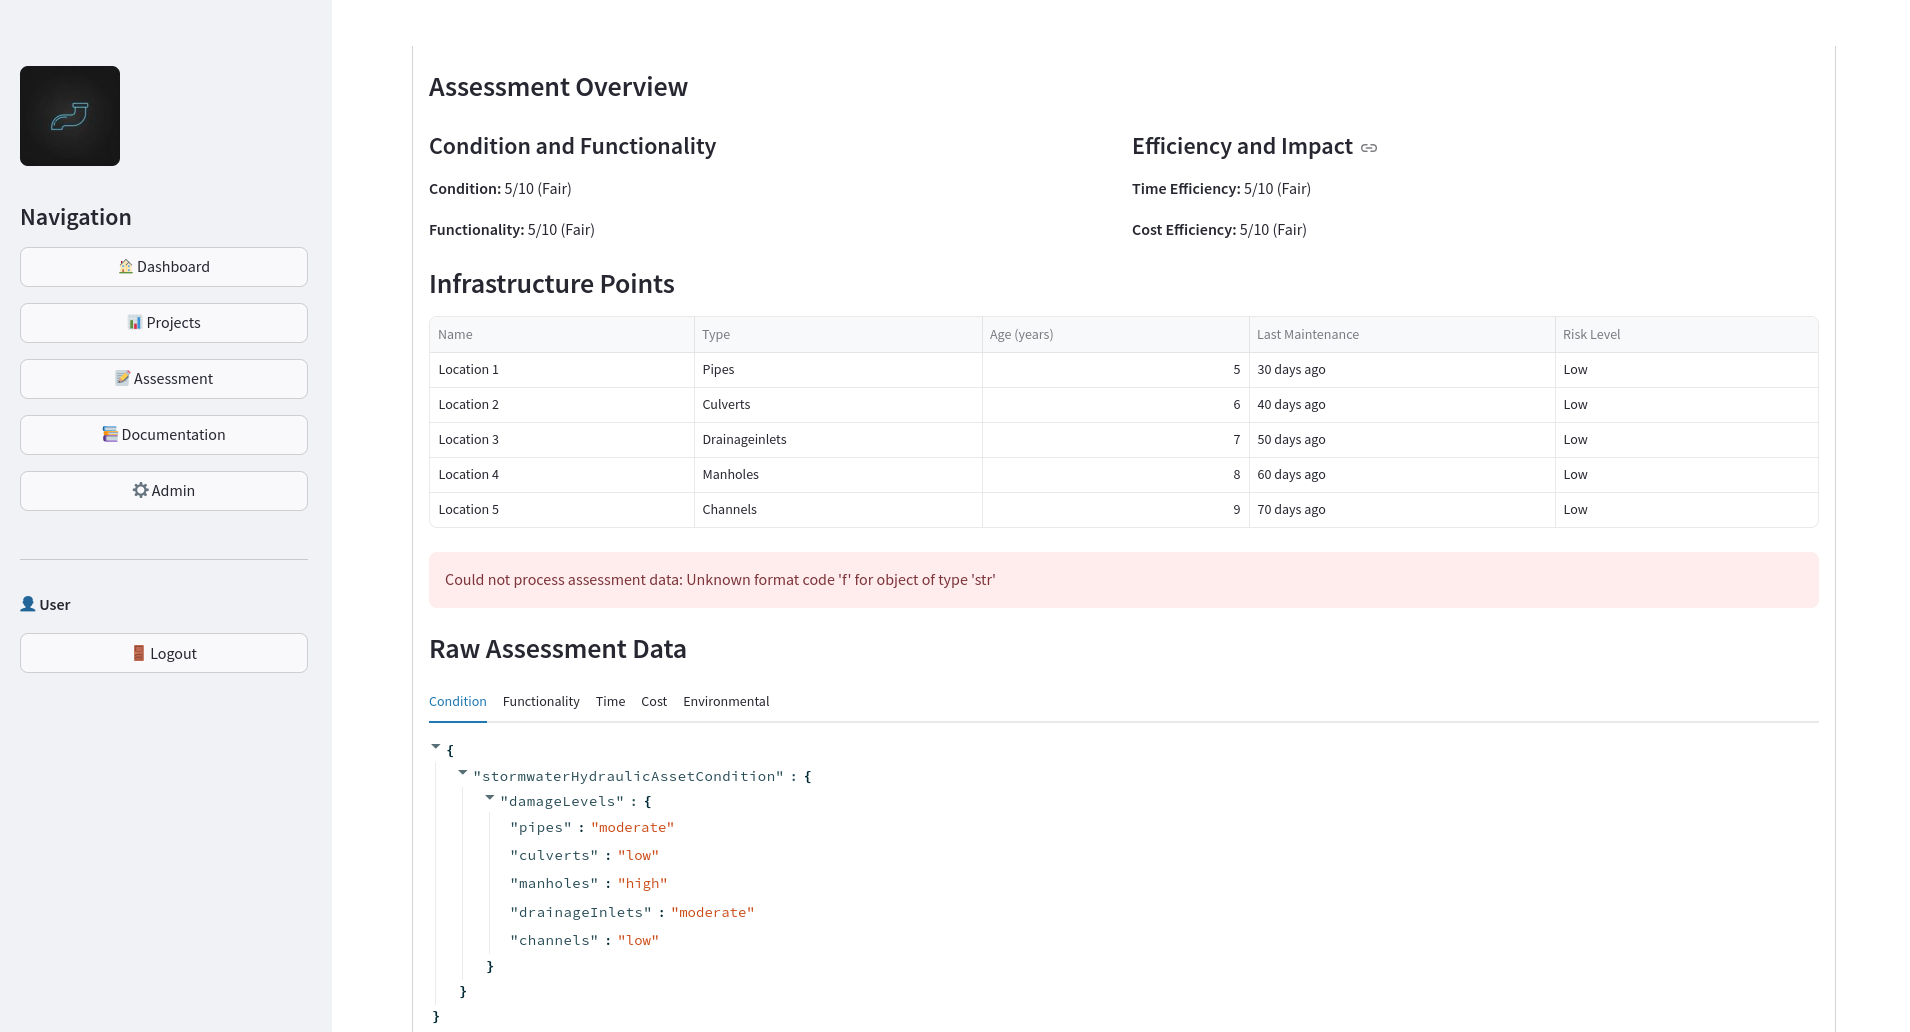 Navigation
Dashboard
Projects
Assessment
Documentation
Admin
User
Logout
Assessment Overview
Condition and Functionality
Condition: 5/10 (Fair)
Functionality: 5/10 (Fair)
Efficiency and Impact
Time Efficiency: 5/10 (Fair)
Cost Efficiency: 5/10 (Fair)
Infrastructure Points
Name Type Age (years) Last Maintenance Risk Level
Location 1 Pipes 5 30 days ago Low
Location 2 Culverts 6 40 days ago Low
Location 3 Drainageinlets 7 50 days ago Low
Location 4 Manholes 8 60 days ago Low
Location 5 Channels 9 70 days ago Low
Could not process assessment data: Unknown format code 'f' for object of type 'str'
Raw Assessment Data
Condition Functionality Time Cost Environmental
{
"stormwaterHydraulicAssetCondition" : {
"damageLevels" : {
"pipes" : "moderate"
"culverts" : "low"
"manholes" : "high"
"drainageInlets" : "moderate"
"channels" : "low"
}
}
}